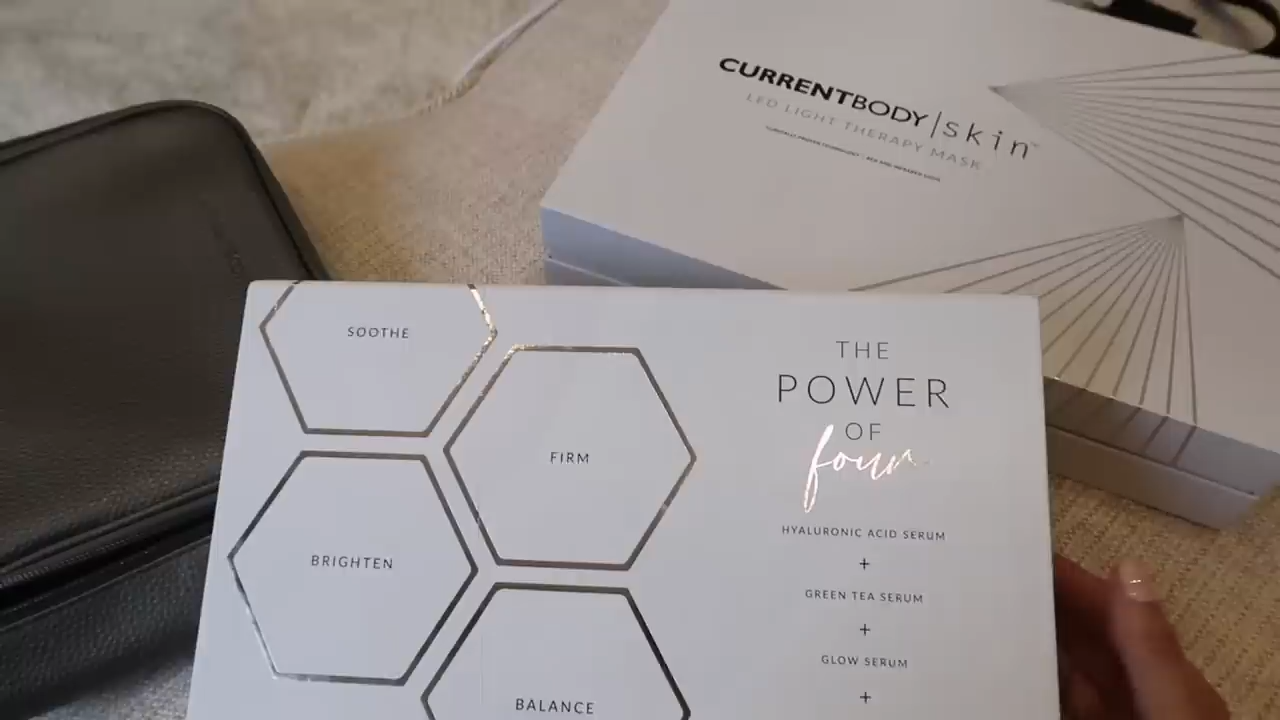 CURRENTBODY|skin™
LED LIGHT THERAPY MASK
SOOTHE
FIRM
BRIGHTEN
BALANCE
THE
POWER
OF
four
HYALURONIC ACID SERUM
+
GREEN TEA SERUM
+
GLOW SERUM
+